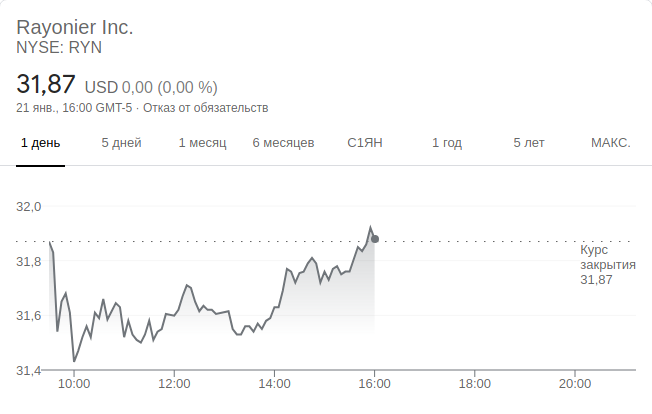 Rayonier Inc.
NYSE: RYN
31,87 USD 0,00 (0,00 %)
21 янв., 16:00 GMT-5 · Отказ от обязательств
1 день 5 дней 1 месяц 6 месяцев С1ЯН 1 год 5 лет МАКС.
32,0
31,8
31,6
31,4
Курс
закрытия
31,87
10:00 12:00 14:00 16:00 18:00 20:00